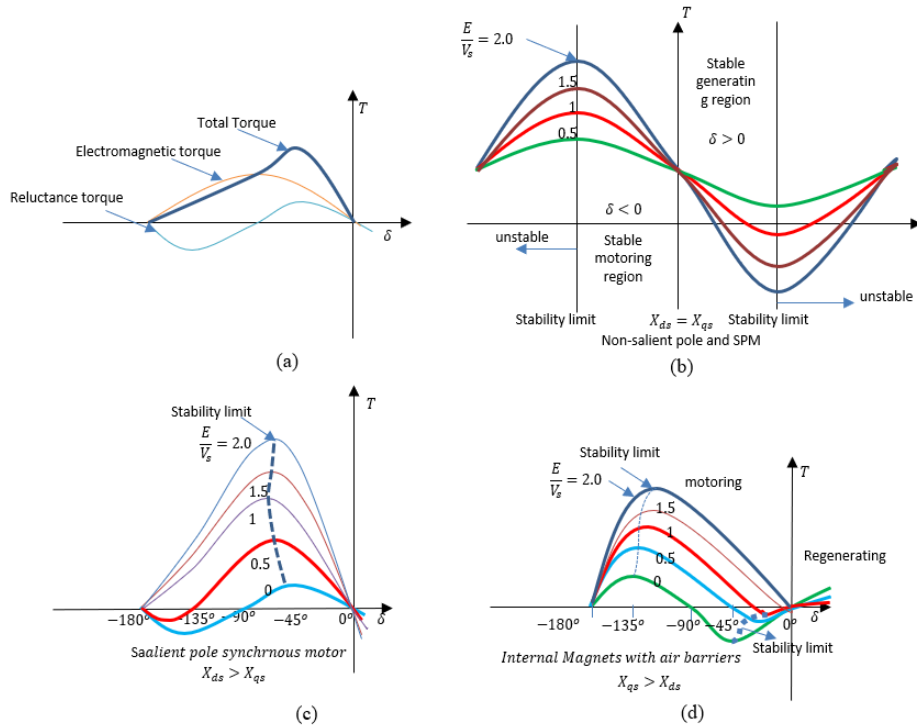 T
Total Torque
Electromagnetic torque
Reluctance torque
δ
(a)
T
E/V_s = 2.0
1.5
1
0.5
Stable
generatin
g region
δ > 0
δ < 0
unstable
Stable
motoring
region
unstable
Stability limit
X_ds = X_qs
Stability limit
Non-salient pole and SPM
(b)
T
Stability limit
E/V_s = 2.0
1.5
1
0.5
0
−180°
−135°
−90°
−45°
0°
δ
Saalient pole synchrnous motor
X_ds > X_qs
(c)
T
Stability limit
E/V_s = 2.0
motoring
1.5
1
0.5
0
Regenerating
−180°
−135°
−90°
−45°
0°
δ
Stability limit
Internal Magnets with air barriers
X_qs > X_ds
(d)